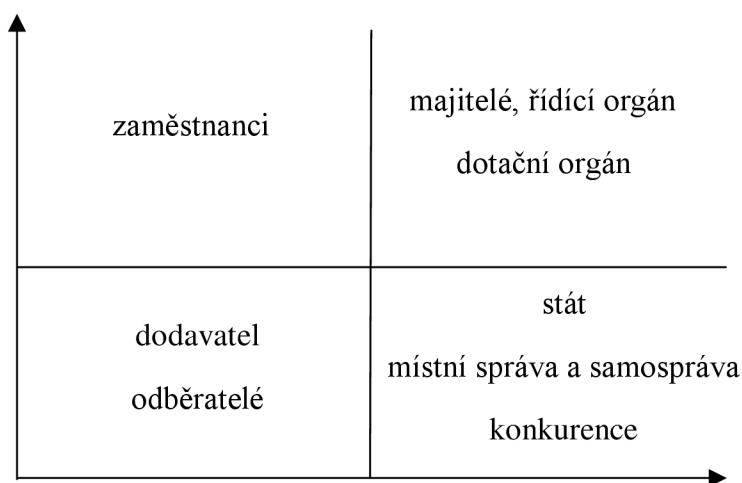 zaměstnanci
majitelé, řídící orgán
dotační orgán
dodavatel
odběratelé
stát
místní správa a samospráva
konkurence